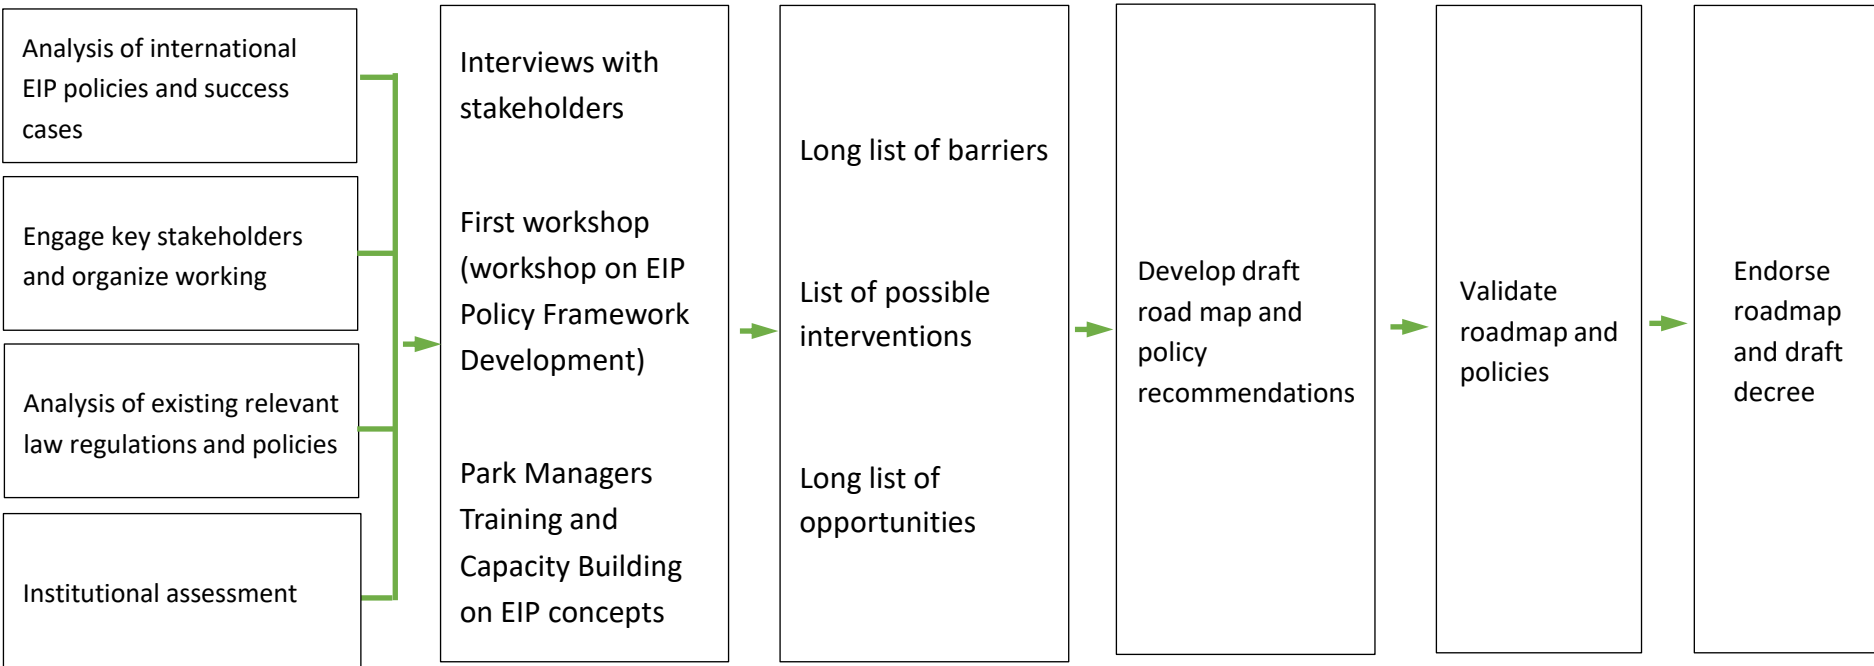 Analysis of international
EIP policies and success
cases
Engage key stakeholders
and organize working
Analysis of existing relevant
law regulations and policies
Institutional assessment
Interviews with
stakeholders
First workshop
(workshop on EIP
Policy Framework
Development)
Park Managers
Training and
Capacity Building
on EIP concepts
Long list of barriers
List of possible
interventions
Long list of
opportunities
Develop draft
road map and
policy
recommendations
Validate
roadmap and
policies
Endorse
roadmap
and draft
decree